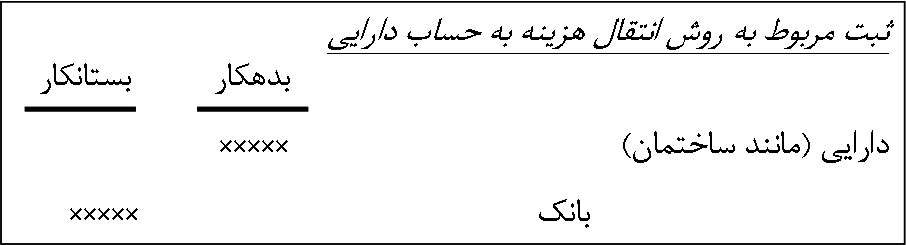 ثبت مربوط به روش انتقال هزینه به حساب دارایی
بدهکار بستانکار
دارایی (مانند ساختمان) ×××××
بانک ×××××